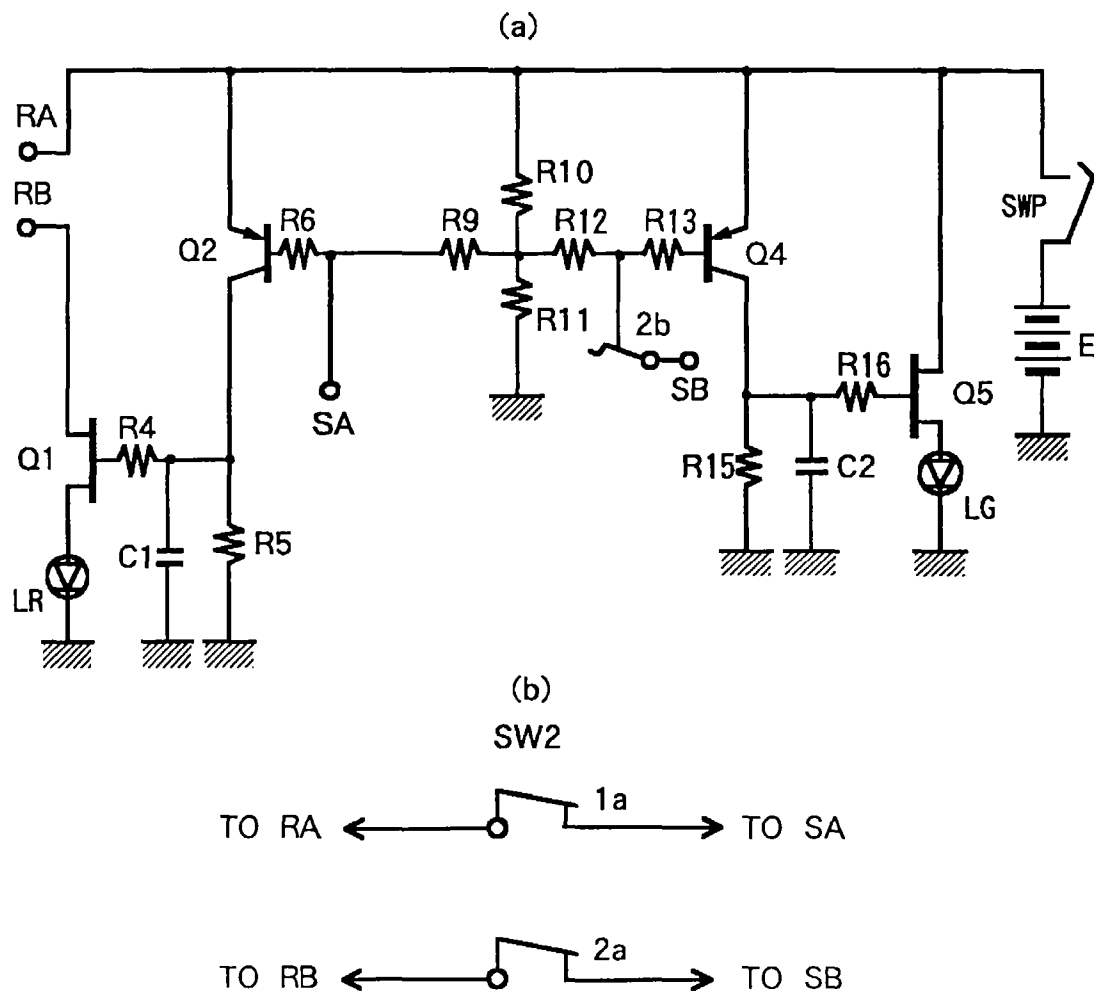 (a)
RA
RB
R10
SWP
R6
R9
R12
R13
Q2
Q4
R11
2b
E
SA
SB
R16
Q5
R4
Q1
R15
C2
LG
C1
R5
LR
(b)
SW2
1a
TO RA
TO SA
2a
TO RB
TO SB